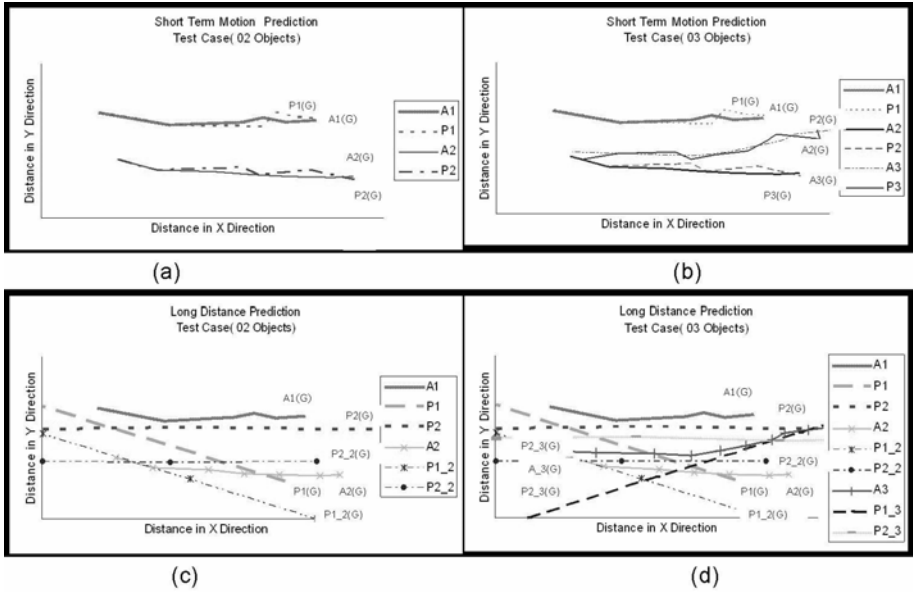 Short Term Motion Prediction
Test Case( 02 Objects)
Distance in Y Direction
P1(G)
A1(G)
A2(G)
P2(G)
A1
P1
A2
P2
Distance in X Direction
(a)
Short Term Motion Prediction
Test Case( 03 Objects)
Distance in Y Direction
P1(G)
A1(G)
P2(G)
A2(G)
A3(G)
P3(G)
A1
P1
A2
P2
A3
P3
Distance in X Direction
(b)
Long Distance Prediction
Test Case( 02 Objects)
Distance in Y Direction
A1(G)
P2(G)
P2_2(G)
P1(G)
A2(G)
P1_2(G)
A1
P1
P2
A2
P1_2
P2_2
Distance in X Direction
(c)
Long Distance Prediction
Test Case( 03 Objects)
Distance in Y Direction
A1(G)
P2(G)
P2_3(G)
P2_2(G)
A_3(G)
P2_3(G)
P1(G)
A2(G)
P1_2(G)
A1
P1
P2
A2
P1_2
P2_2
A3
P1_3
P2_3
Distance in X Direction
(d)